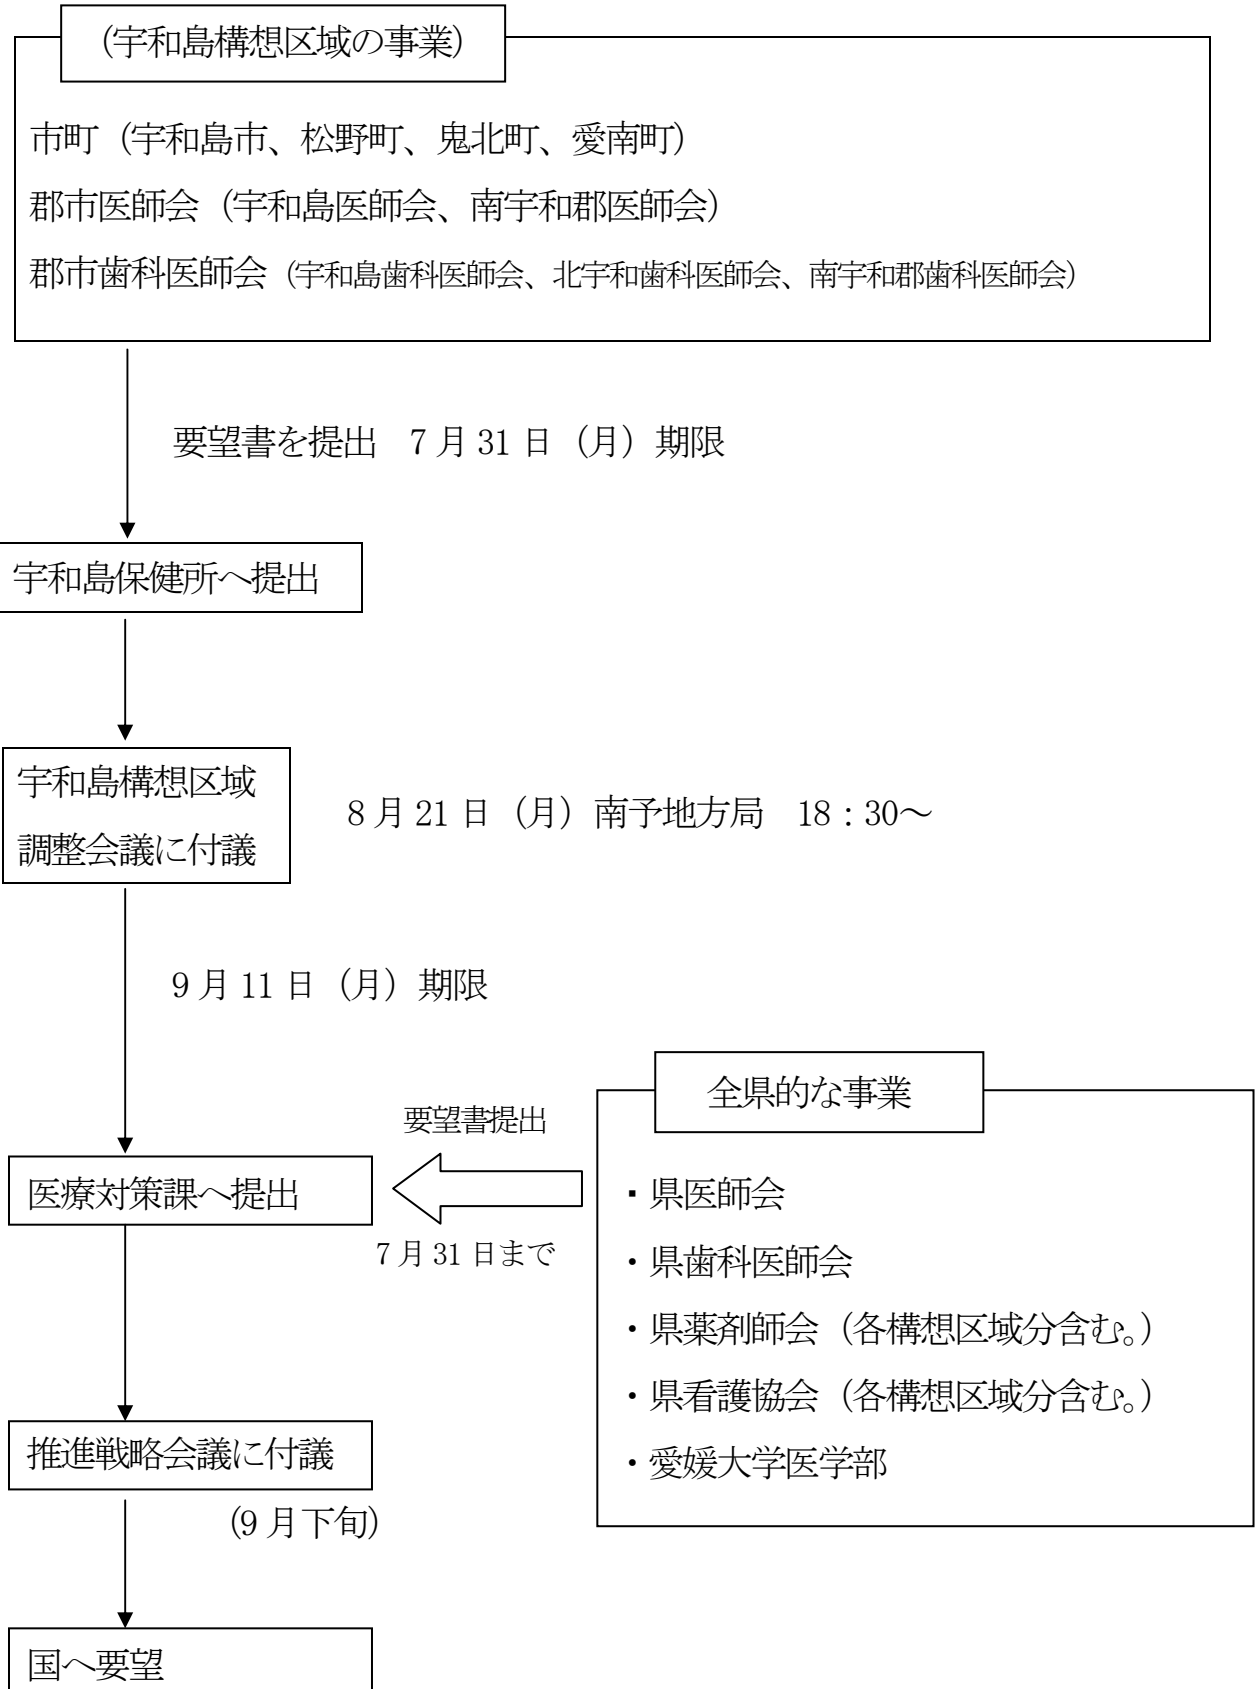 （宇和島構想区域の事業）
市町（宇和島市、松野町、鬼北町、愛南町）
郡市医師会（宇和島医師会、南宇和郡医師会）
郡市歯科医師会（宇和島歯科医師会、北宇和歯科医師会、南宇和郡歯科医師会）
要望書を提出　7月31日（月）期限
宇和島保健所へ提出
宇和島構想区域
調整会議に付議
8月21日（月）南予地方局　18：30～
9月11日（月）期限
全県的な事業
要望書提出
医療対策課へ提出
7月31日まで
・県医師会
・県歯科医師会
・県薬剤師会（各構想区域分含む。）
・県看護協会（各構想区域分含む。）
・愛媛大学医学部
推進戦略会議に付議
（9月下旬）
国へ要望